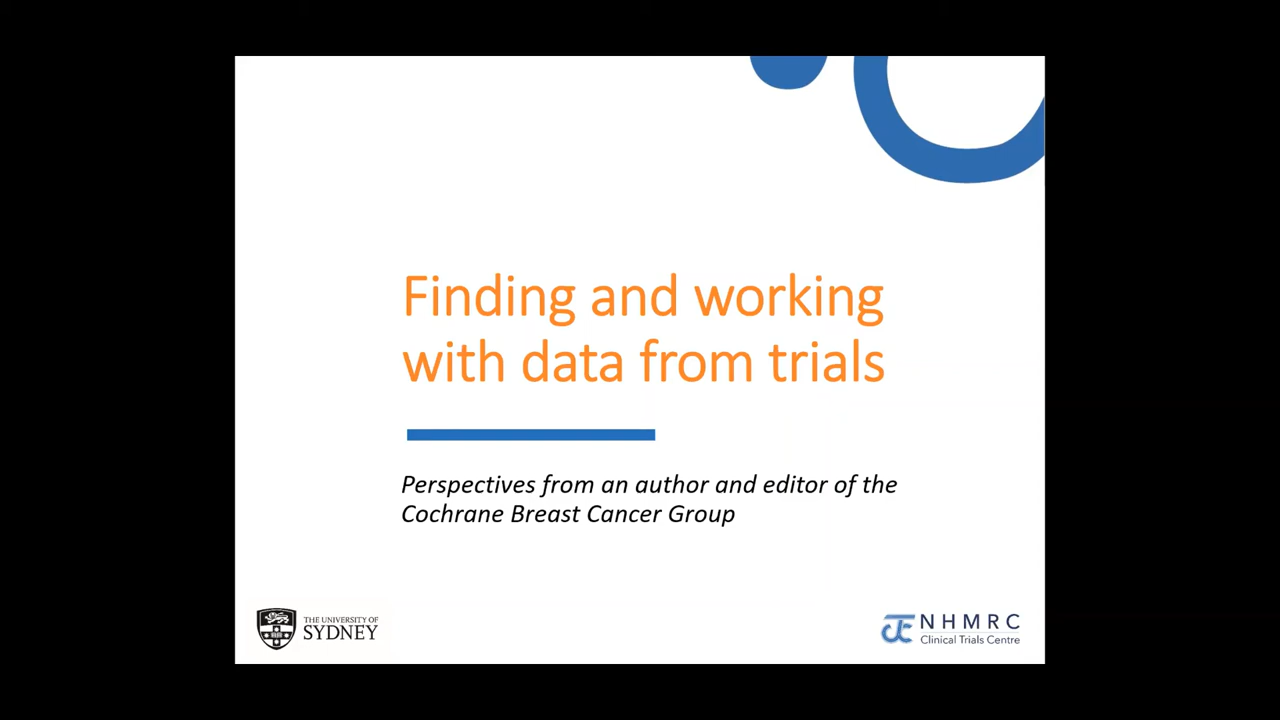 Finding and working
with data from trials
Perspectives from an author and editor of the
Cochrane Breast Cancer Group
THE UNIVERSITY OF
SYDNEY
NHMRC
Clinical Trials Centre